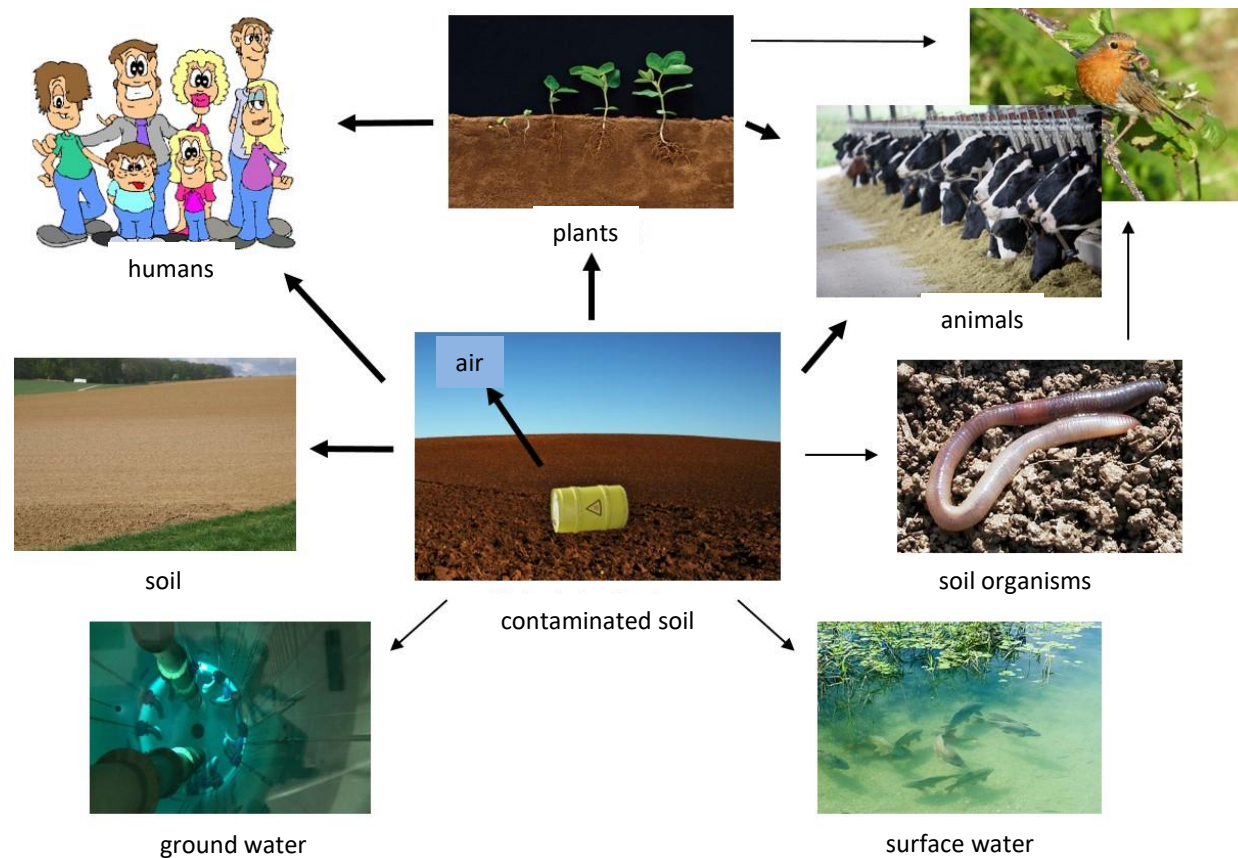 plants
humans
animals
air
soil
soil organisms
contaminated soil
ground water
surface water